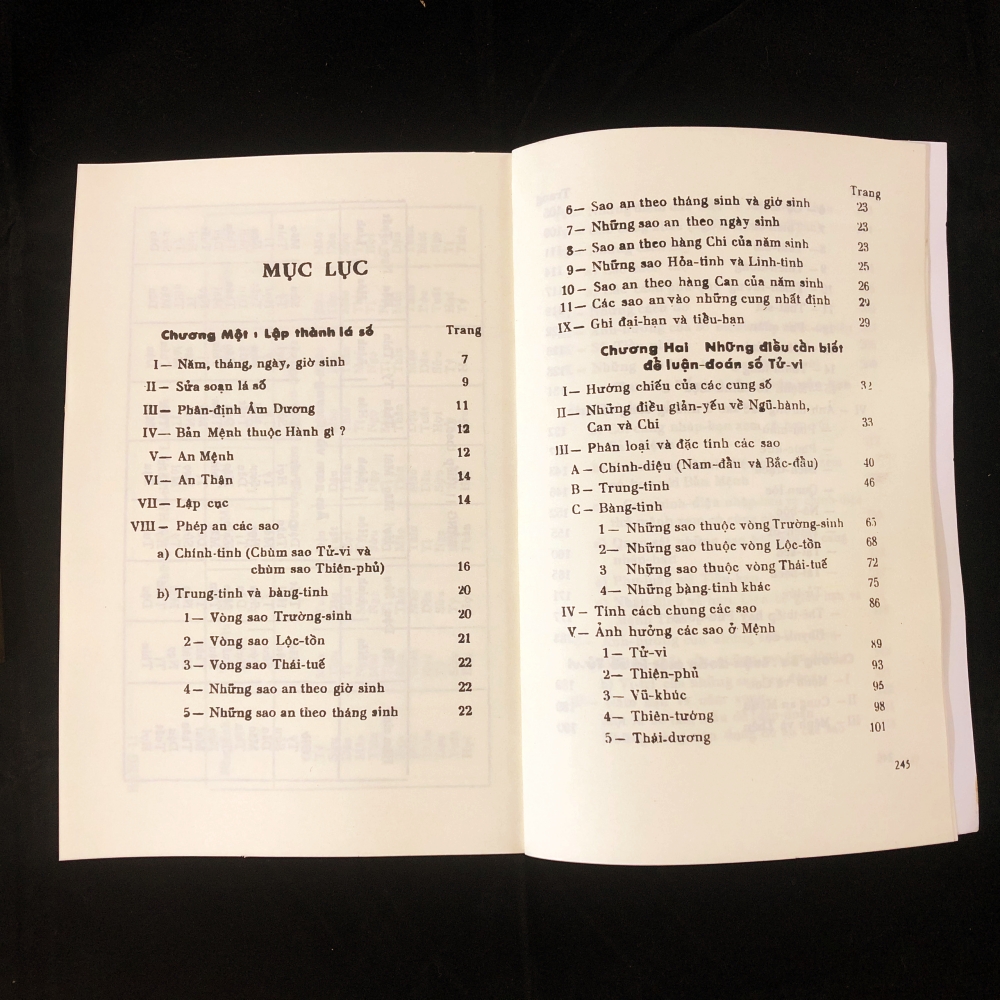 MỤC LỤC
Chương Một : Lập thành lá số Trang
I — Năm, tháng, ngày, giờ sinh 7
II — Sửa soạn lá số 9
III — Phân-định Âm Dương 11
IV — Bản Mệnh thuộc Hành gì ? 12
V — An Mệnh 12
VI — An Thân 14
VII — Lập cục 14
VIII — Phép an các sao
a) Chính-tinh (Chùm sao Tử-vi và
chùm sao Thiên-phủ) 16
b) Trung-tinh và bàng-tinh 20
1 — Vòng sao Trường-sinh 20
2 — Vòng sao Lộc-tồn 21
3 — Vòng sao Thái-tuế 22
4 — Những sao an theo giờ sinh 22
5 — Những sao an theo tháng sinh 22
Trang
6 — Sao an theo tháng sinh và giờ sinh 23
7 — Những sao an theo ngày sinh 23
8 — Sao an theo hàng Chi của năm sinh 23
9 — Những sao Hỏa-tinh và Linh-tinh 25
10 — Sao an theo hàng Can của năm sinh 26
11 — Các sao an vào những cung nhất định 29
IX — Ghi đại-hạn và tiểu-hạn 29
Chương Hai Những điều cần biết
để luận-đoán số Tử-vi
I — Hướng chiếu của các cung số 32
II — Những điều giản-yếu về Ngũ-hành,
Can và Chi 33
III — Phân loại và đặc tính các sao
A — Chính-diệu (Nam-đẩu và Bắc-đẩu) 40
B — Trung-tinh 46
C — Bàng-tinh
1 — Những sao thuộc vòng Trường-sinh 65
2 — Những sao thuộc vòng Lộc-tồn 68
3 Những sao thuộc vòng Thái-tuế 72
4 — Những bàng-tinh khác 75
IV — Tính cách chung các sao 86
V — Ảnh hưởng các sao ở Mệnh
1 — Tử-vi 89
2 — Thiên-phủ 93
3 — Vũ-khúc 95
4 — Thiên-tướng 98
5 — Thái-dương 101
245